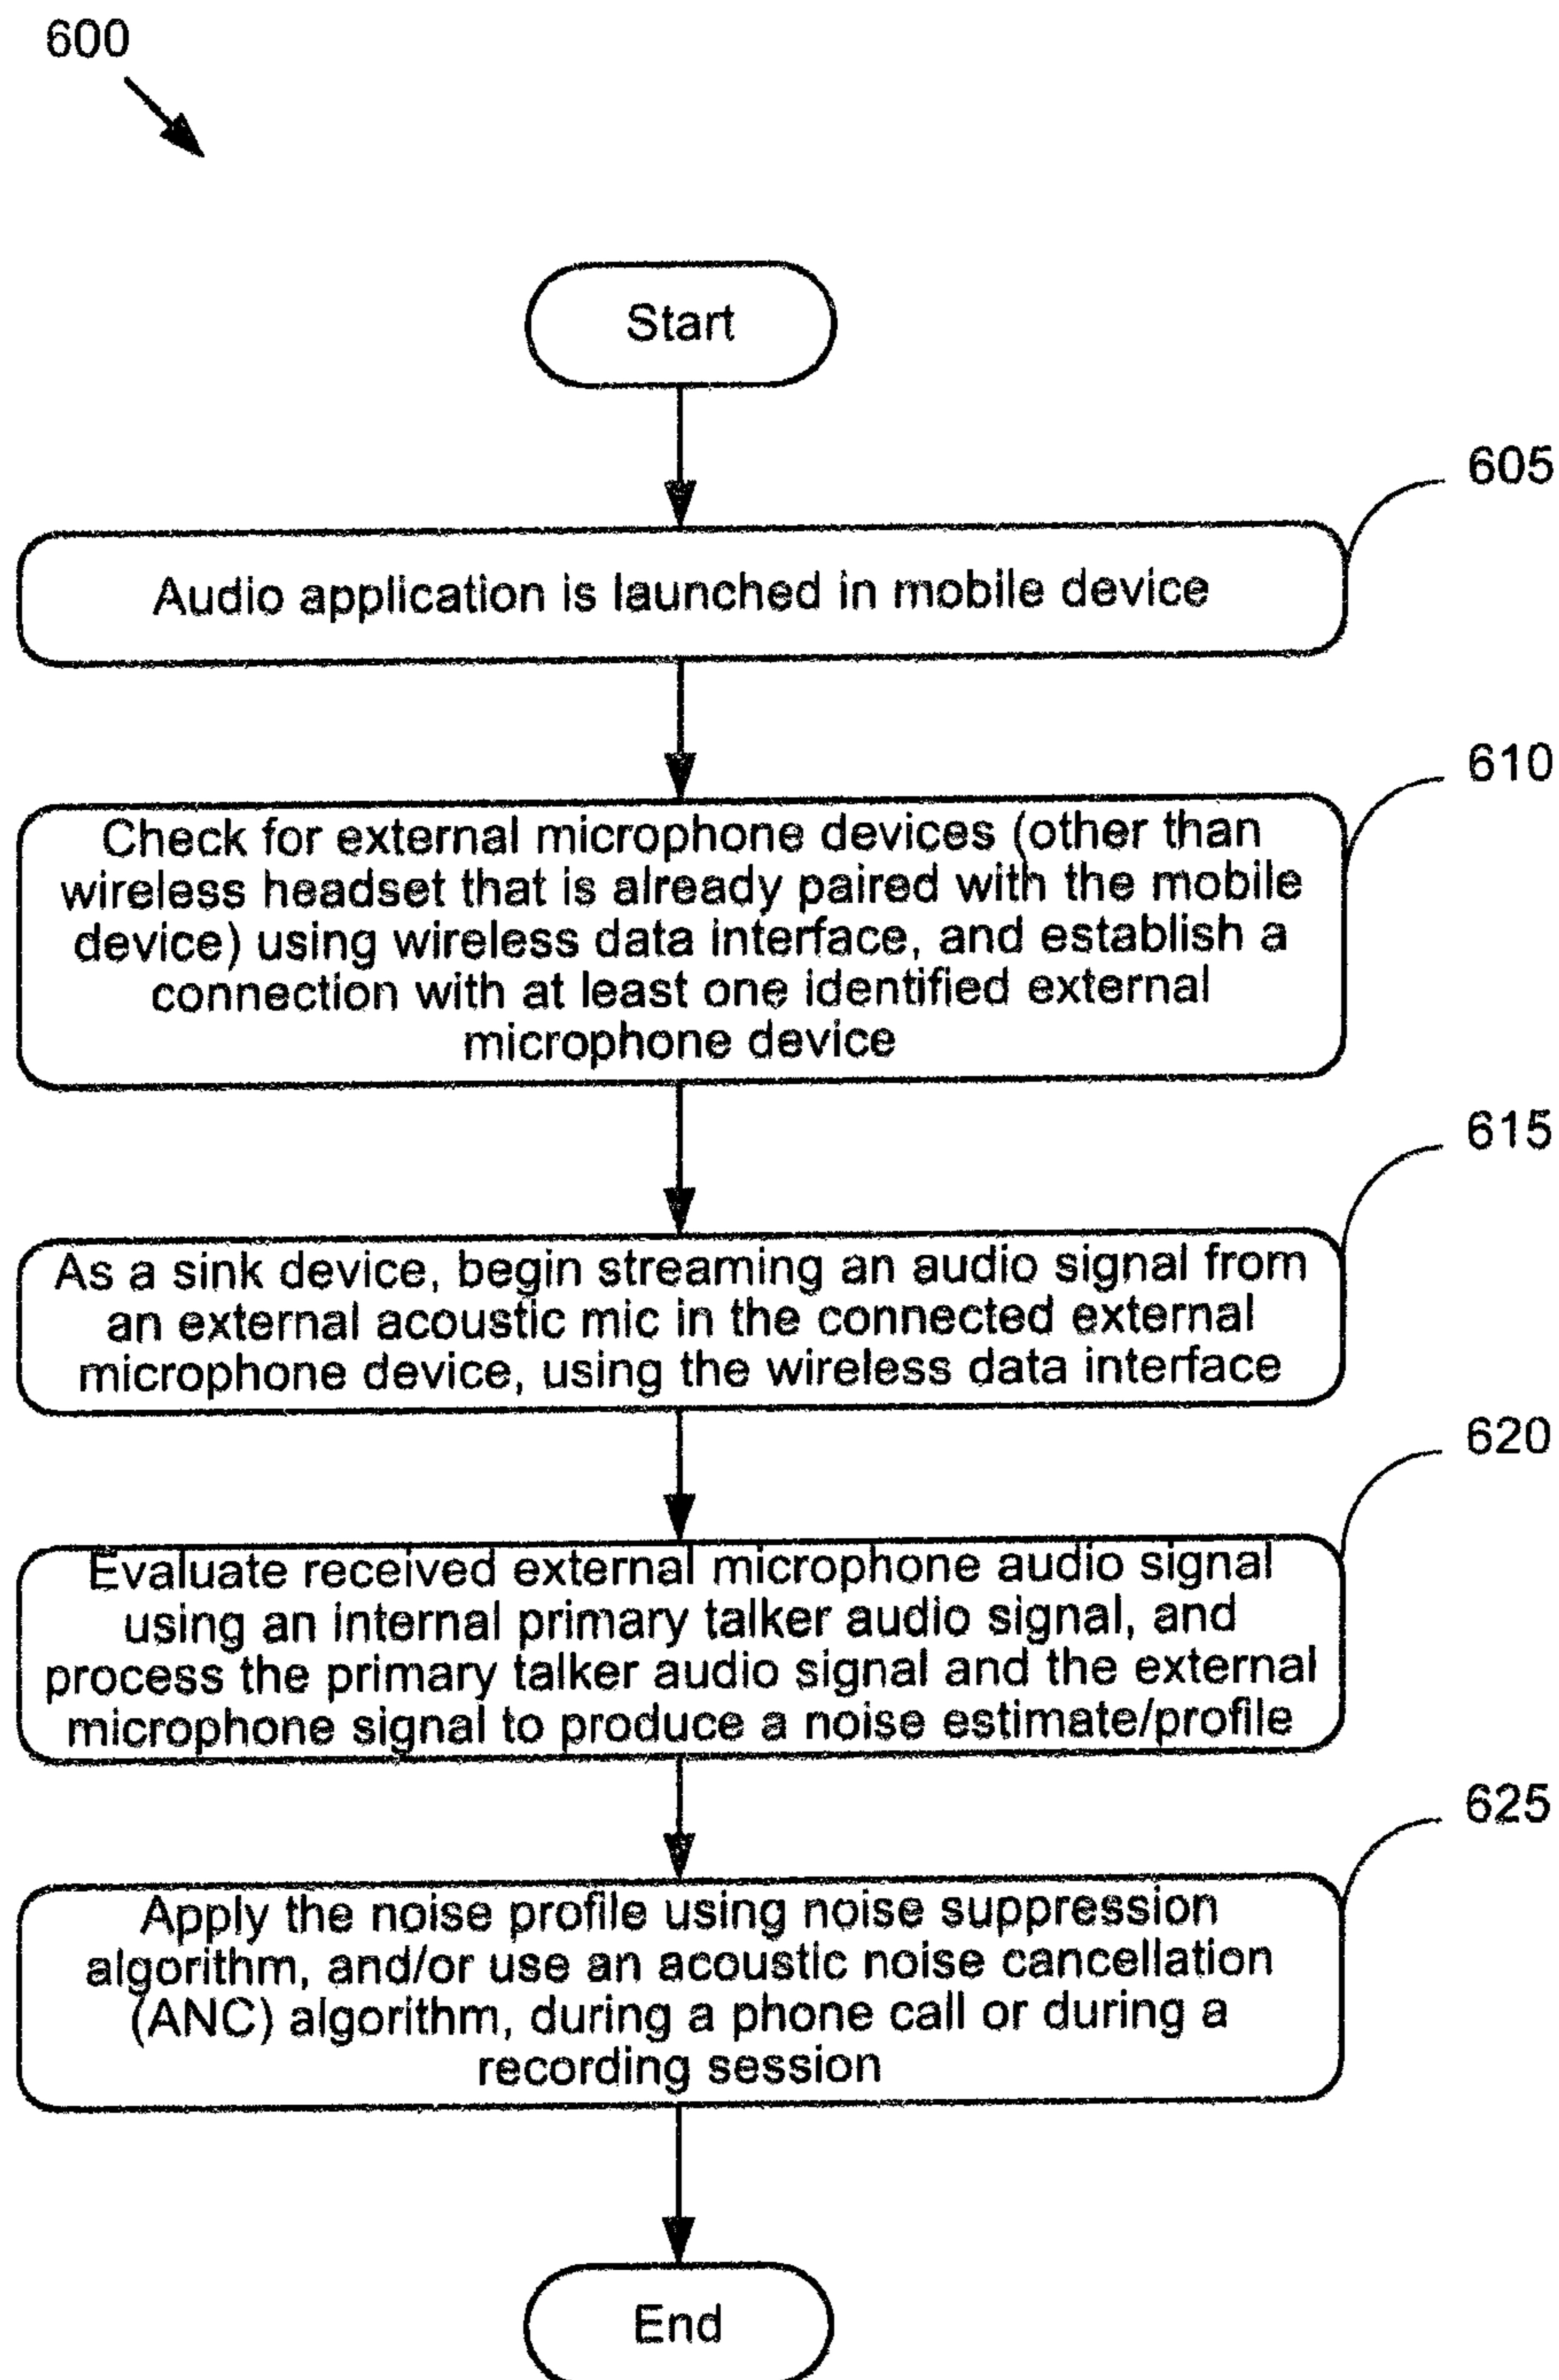 600
Start
605
Audio application is launched in mobile device
610
Check for external microphone devices (other than
wireless headset that is already paired with the mobile
device) using wireless data interface, and establish a
connection with at least one identified external
microphone device
615
As a sink device, begin streaming an audio signal from
an external acoustic mic in the connected external
microphone device, using the wireless data interface
620
Evaluate received external microphone audio signal
using an internal primary talker audio signal, and
process the primary talker audio signal and the external
microphone signal to produce a noise estimate/profile
625
Apply the noise profile using noise suppression
algorithm, and/or use an acoustic noise cancellation
(ANC) algorithm, during a phone call or during a
recording session
End